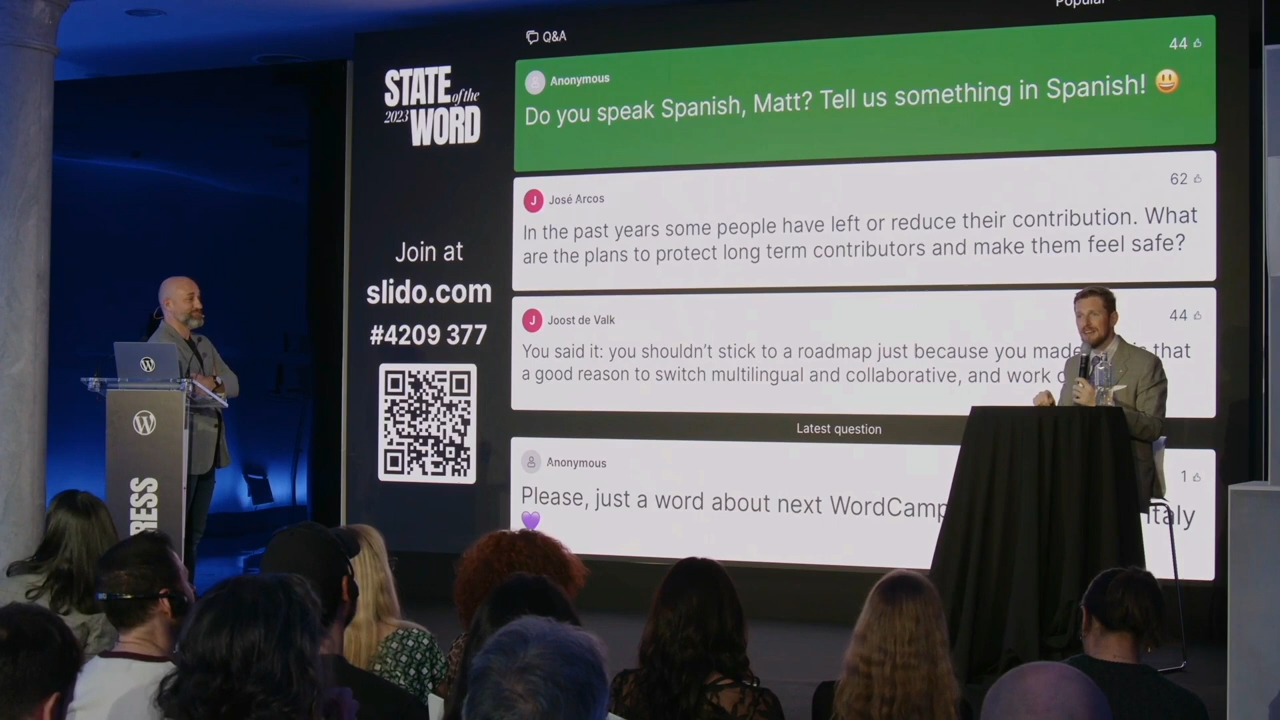 Popular
Q&A
STATE of the
2023 WORD
Anonymous
44
Do you speak Spanish, Matt? Tell us something in Spanish! 😃
J José Arcos
62
In the past years some people have left or reduce their contribution. What
are the plans to protect long term contributors and make them feel safe?
J Joost de Valk
44
You said it: you shouldn't stick to a roadmap just because you made that
a good reason to switch multilingual and collaborative, and work
Latest question
Anonymous
1
Please, just a word about next WordCamp Italy
💜
Join at
slido.com
#4209 377
W
W
RESS